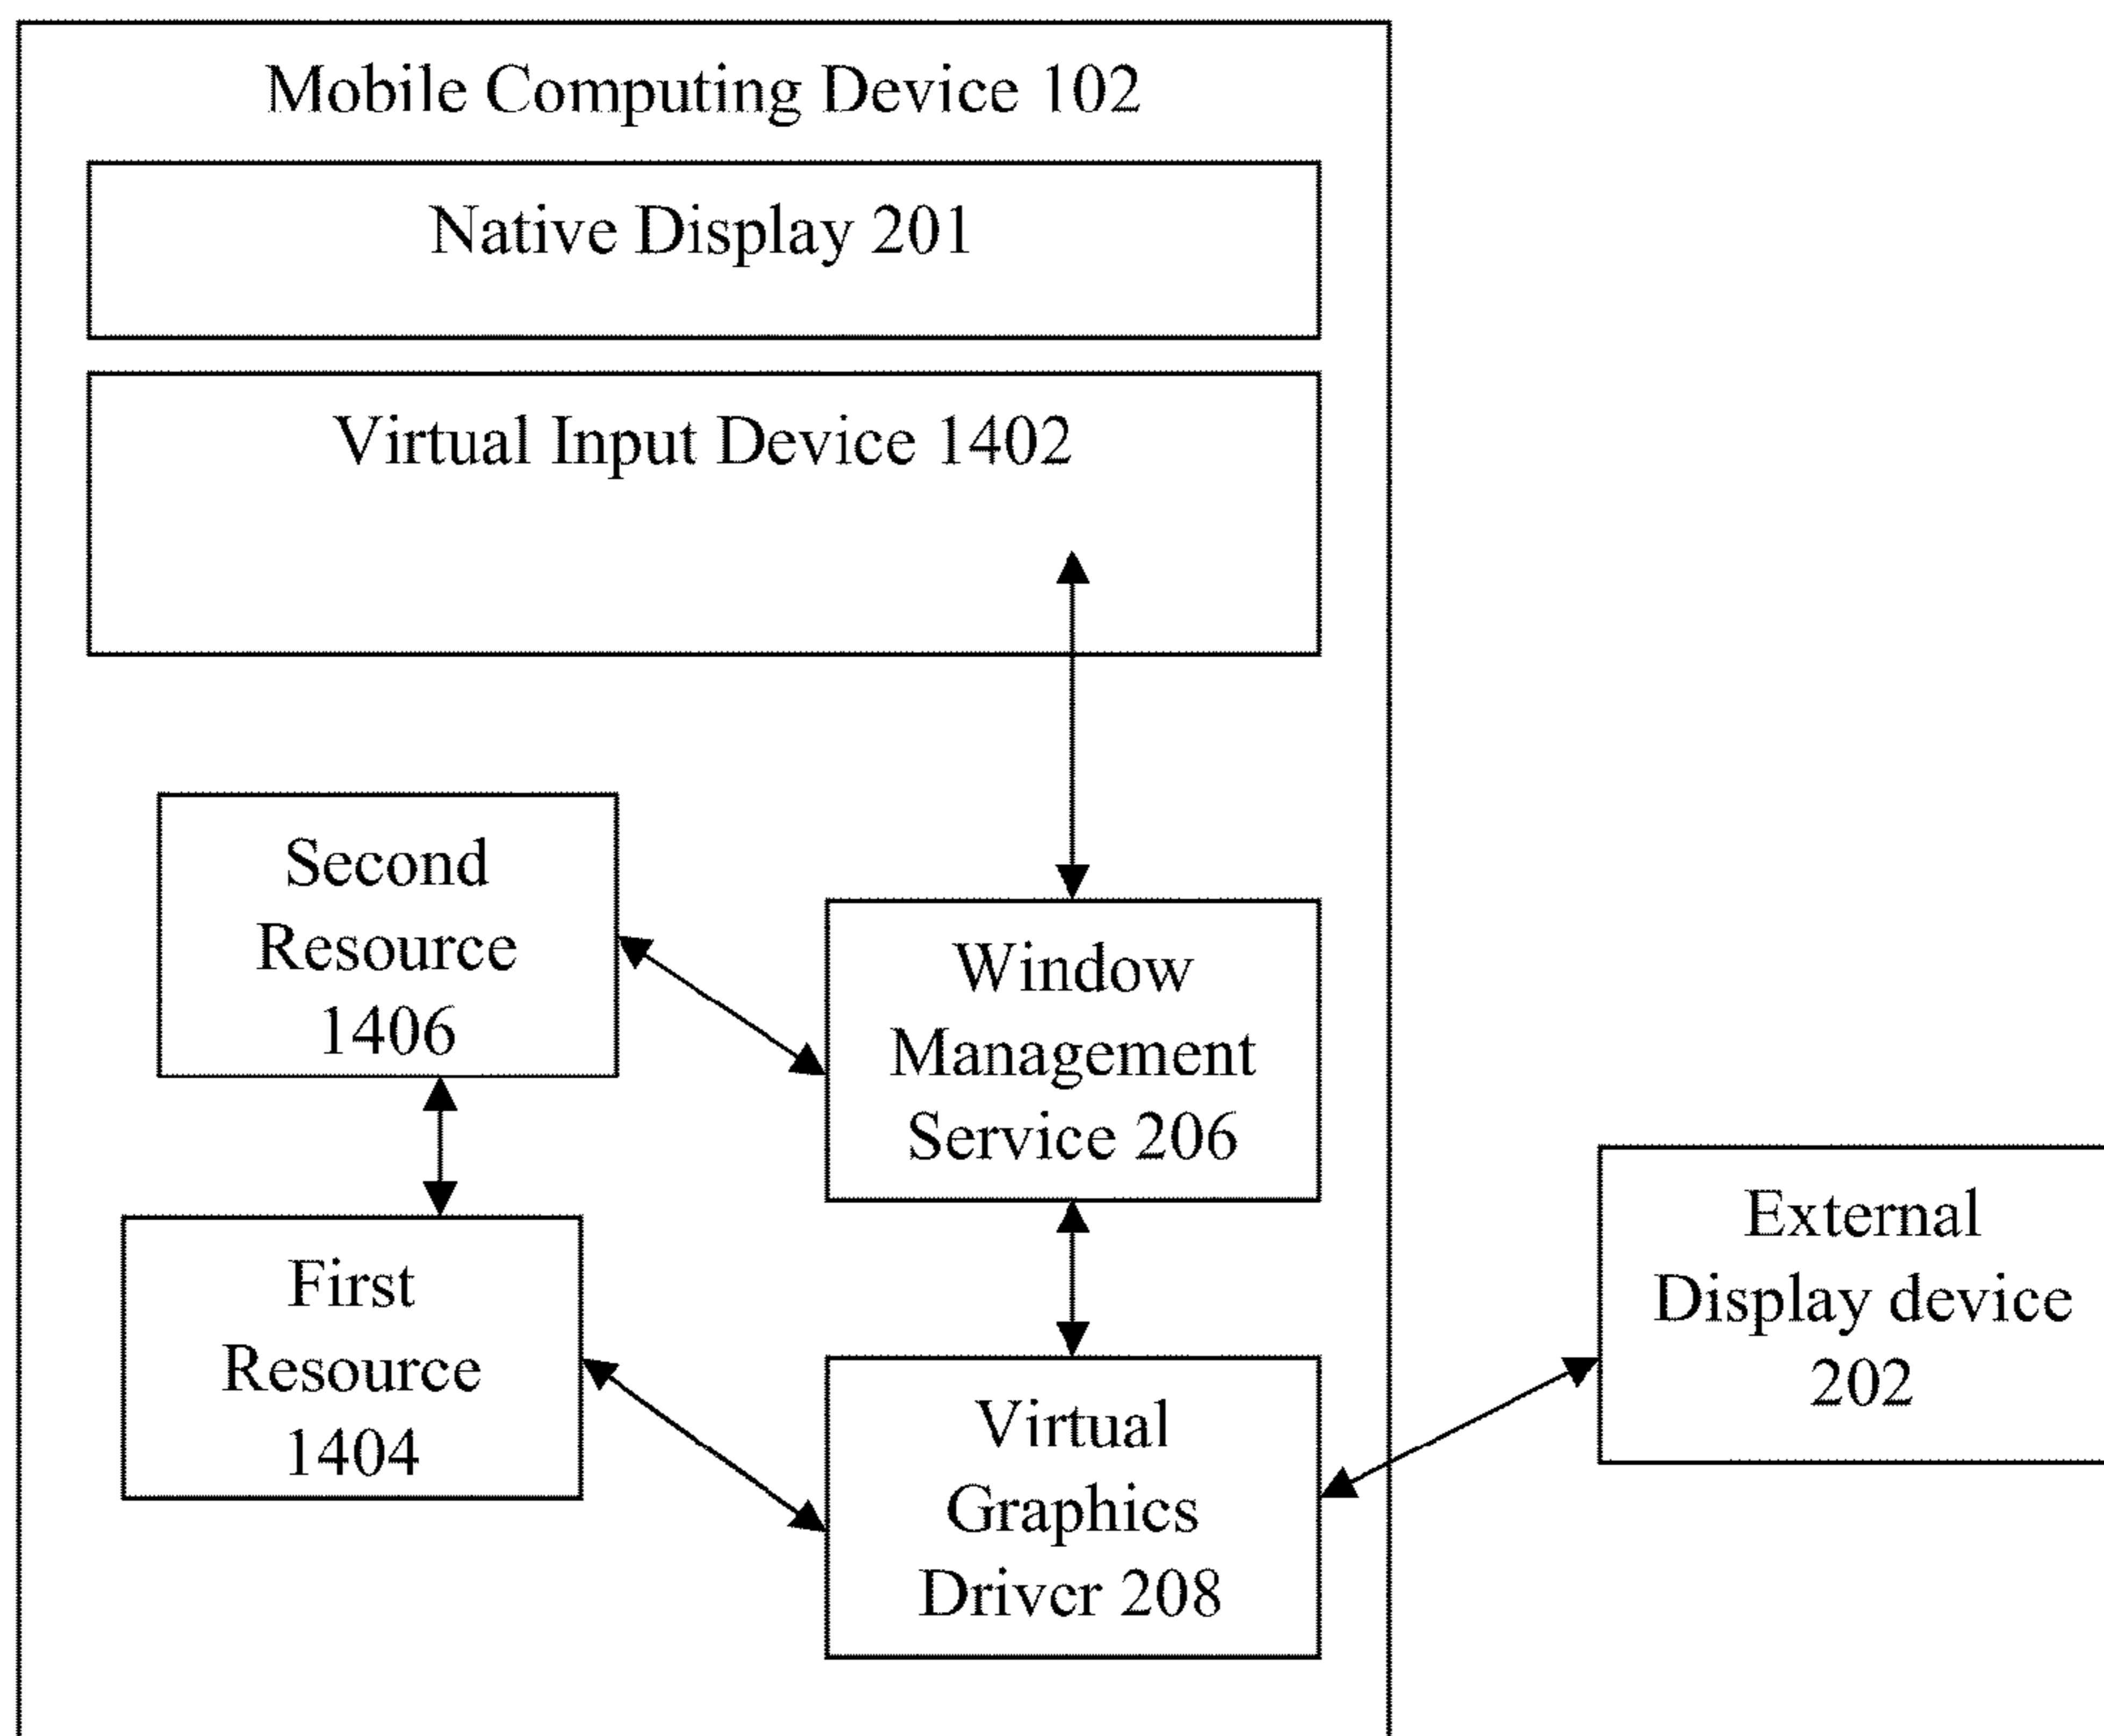 Mobile Computing Device 102
Native Display 201
Virtual Input Device 1402
Second
Resource
1406
Window
Management
Service 206
First
Resource
1404
Virtual
Graphics
Driver 208
External
Display device
202